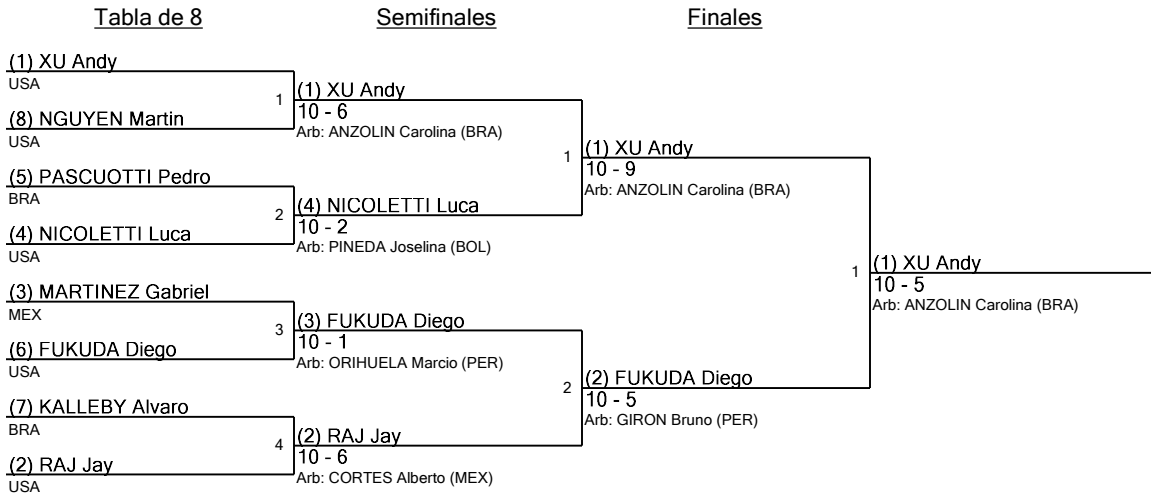 Tabla de 8
Semifinales
Finales
(1) XU Andy
USA
(8) NGUYEN Martin
USA
(5) PASCUOTTI Pedro
BRA
(4) NICOLETTI Luca
USA
(3) MARTINEZ Gabriel
MEX
(6) FUKUDA Diego
USA
(7) KALLEBY Alvaro
BRA
(2) RAJ Jay
USA
1
(1) XU Andy
10 - 6
Arb: ANZOLIN Carolina (BRA)
2
(4) NICOLETTI Luca
10 - 2
Arb: PINEDA Joselina (BOL)
3
(3) FUKUDA Diego
10 - 1
Arb: ORIHUELA Marcio (PER)
4
(2) RAJ Jay
10 - 6
Arb: CORTES Alberto (MEX)
1
(1) XU Andy
10 - 9
Arb: ANZOLIN Carolina (BRA)
2
(2) FUKUDA Diego
10 - 5
Arb: GIRON Bruno (PER)
1
(1) XU Andy
10 - 5
Arb: ANZOLIN Carolina (BRA)